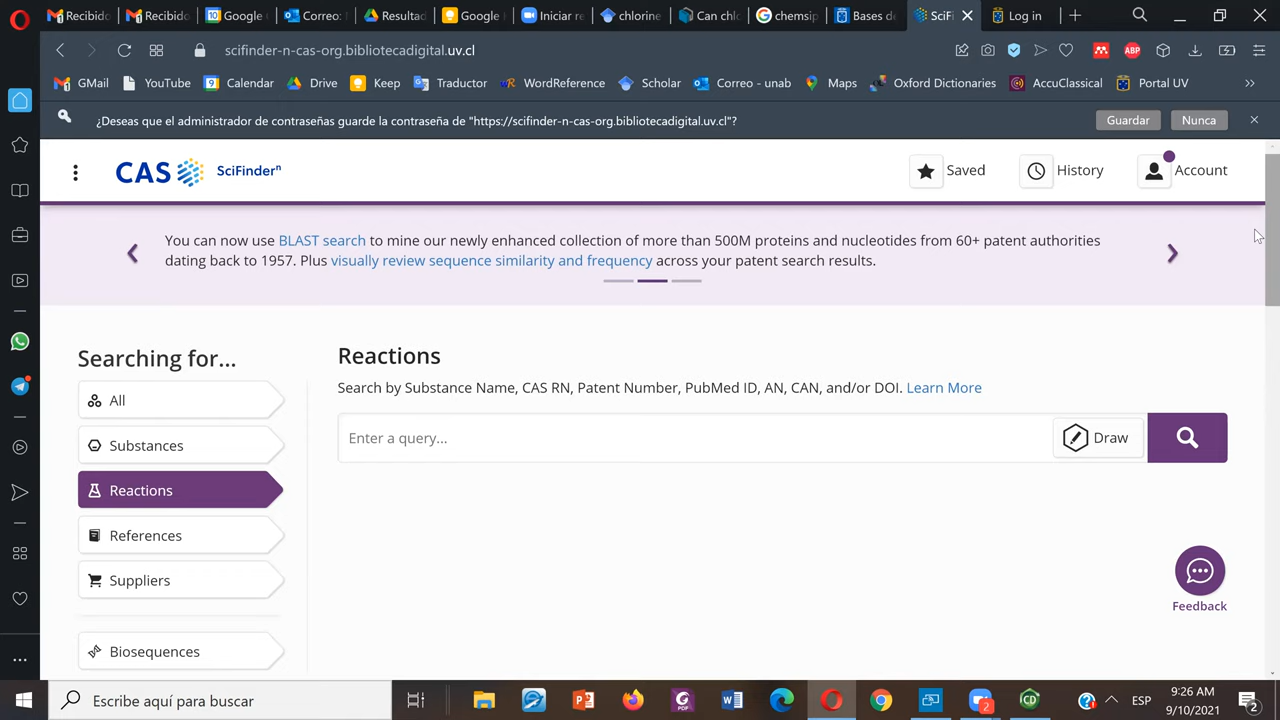 Recibido
Recibido
Google
Correo:
Resultad
Google
Iniciar re
chlorine
Can chl
chemsip
Bases de
SciFi
Log in
scifinder-n-cas-org.bibliotecadigital.uv.cl
GMail
YouTube
Calendar
Drive
Keep
Traductor
WordReference
Scholar
Correo - unab
Maps
Oxford Dictionaries
AccuClassical
Portal UV
¿Deseas que el administrador de contraseñas guarde la contraseña de "https://scifinder-n-cas-org.bibliotecadigital.uv.cl"?
Guardar
Nunca
CAS SciFinderⁿ
Saved
History
Account
You can now use BLAST search to mine our newly enhanced collection of more than 500M proteins and nucleotides from 60+ patent authorities
dating back to 1957. Plus visually review sequence similarity and frequency across your patent search results.
Searching for...
All
Substances
Reactions
References
Suppliers
Biosequences
Reactions
Search by Substance Name, CAS RN, Patent Number, PubMed ID, AN, CAN, and/or DOI. Learn More
Enter a query...
Draw
Feedback
Escribe aquí para buscar
ESP
9:26 AM
9/10/2021